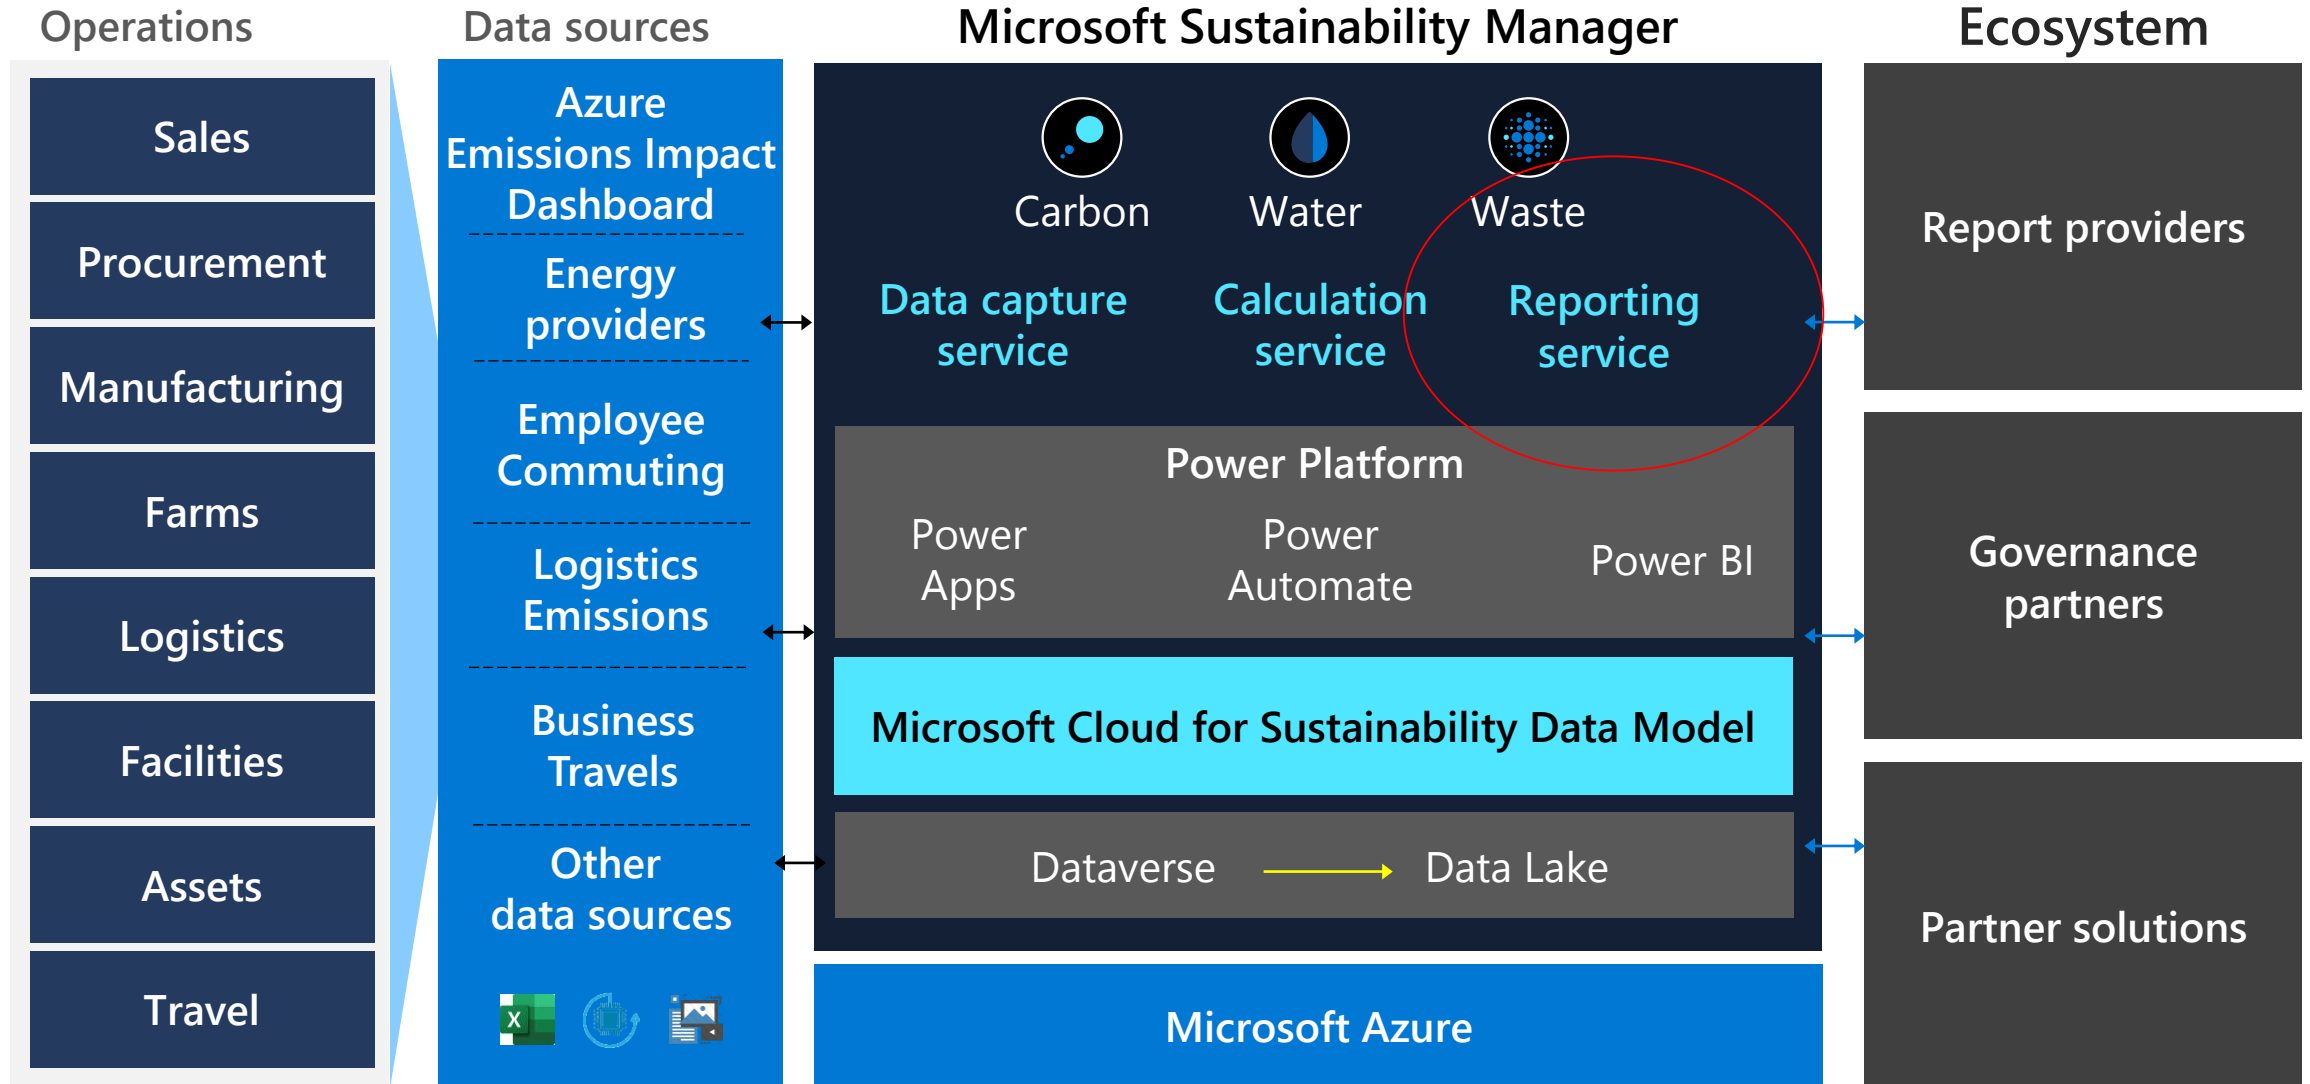 Operations
Sales
Procurement
Manufacturing
Farms
Logistics
Facilities
Assets
Travel
Data sources
Azure
Emissions Impact
Dashboard
Energy
providers
Employee
Commuting
Logistics
Emissions
Business
Travels
Other
data sources
X
Microsoft Sustainability Manager
Carbon
Water
Waste
Data capture
service
Calculation
service
Reporting
service
Power Platform
Power
Apps
Power
Automate
Power BI
Microsoft Cloud for Sustainability Data Model
Dataverse
Data Lake
Microsoft Azure
Ecosystem
Report providers
Governance
partners
Partner solutions